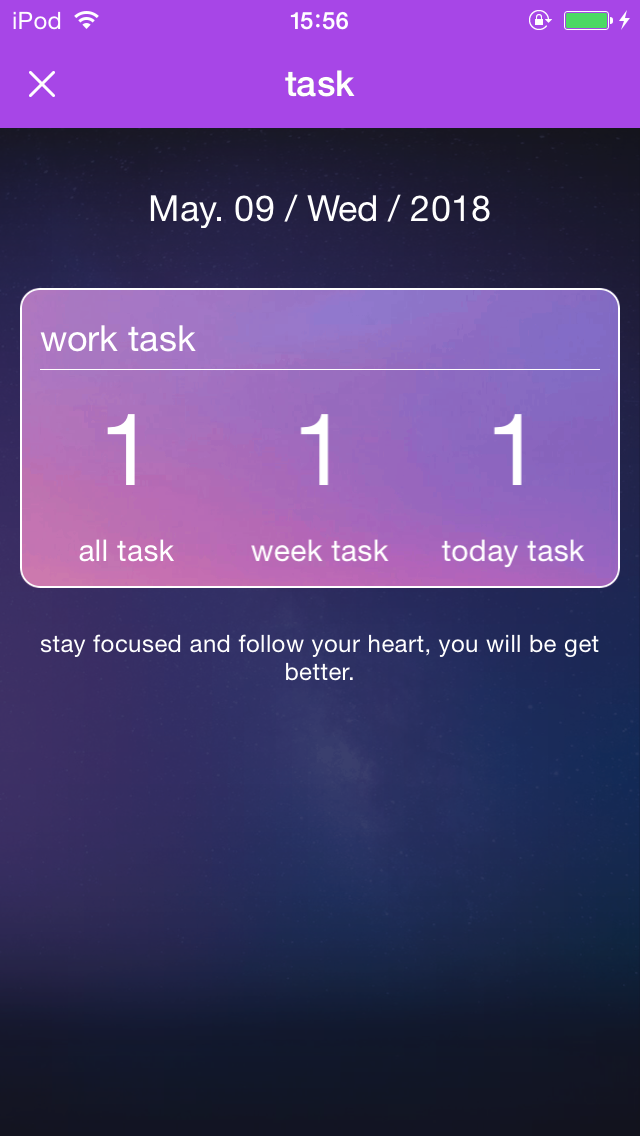 iPod 15:56
task
May. 09 / Wed / 2018
work task
1 1 1
all task week task today task
stay focused and follow your heart, you will be get
better.